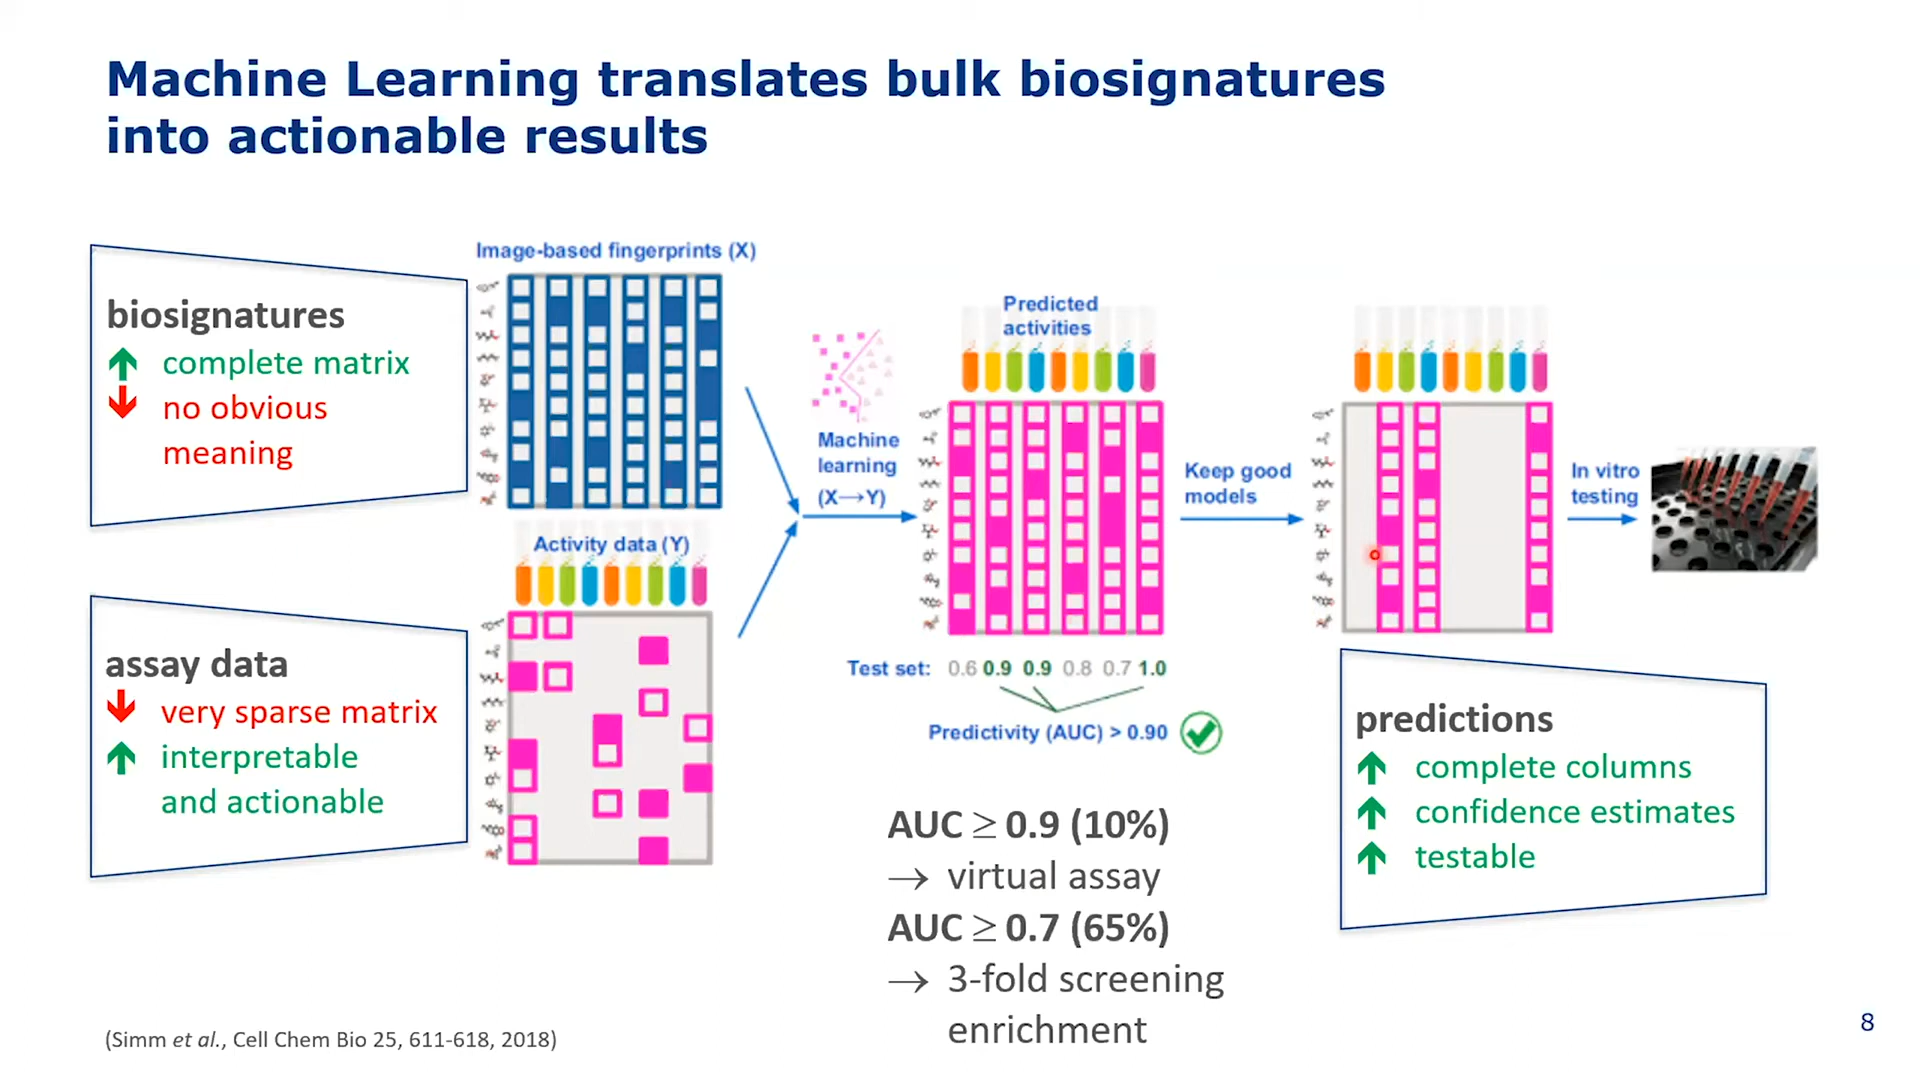 Machine Learning translates bulk biosignatures
into actionable results
biosignatures
complete matrix
no obvious
meaning
assay data
very sparse matrix
interpretable
and actionable
Image-based fingerprints (X)
Activity data (Y)
Machine
learning
(X→Y)
Predicted
activities
Test set: 0.6 0.9 0.9 0.8 0.7 1.0
Predictivity (AUC) > 0.90
Keep good
models
In vitro
testing
AUC ≥ 0.9 (10%)
→ virtual assay
AUC ≥ 0.7 (65%)
→ 3-fold screening
enrichment
predictions
complete columns
confidence estimates
testable
(Simm et al., Cell Chem Bio 25, 611-618, 2018)
8